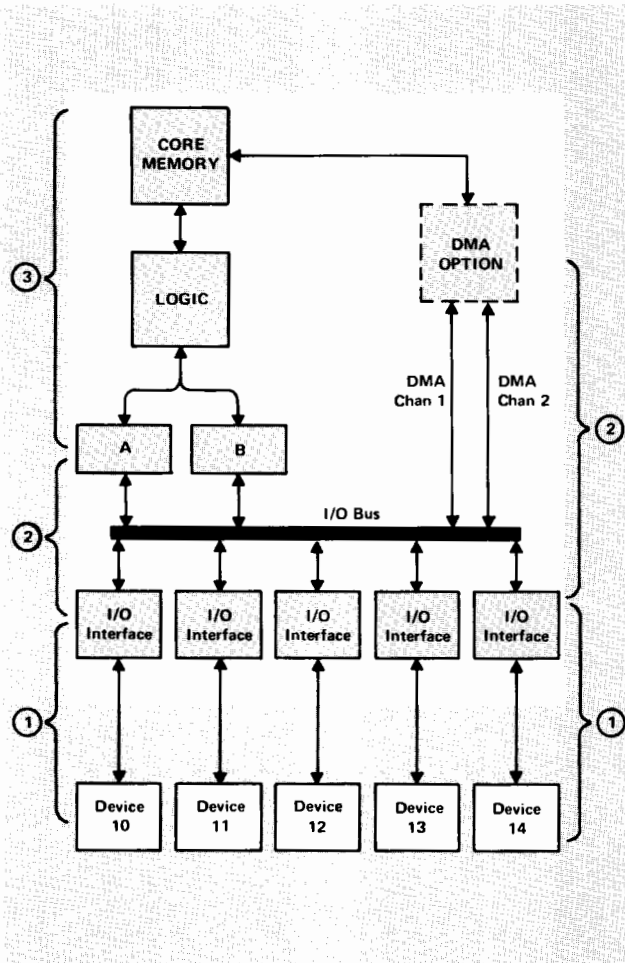 CORE
MEMORY
DMA
OPTION
3
LOGIC
DMA
Chan 1
DMA
Chan 2
2
A
B
I/O Bus
2
I/O
Interface
I/O
Interface
I/O
Interface
I/O
Interface
I/O
Interface
1
1
Device
10
Device
11
Device
12
Device
13
Device
14